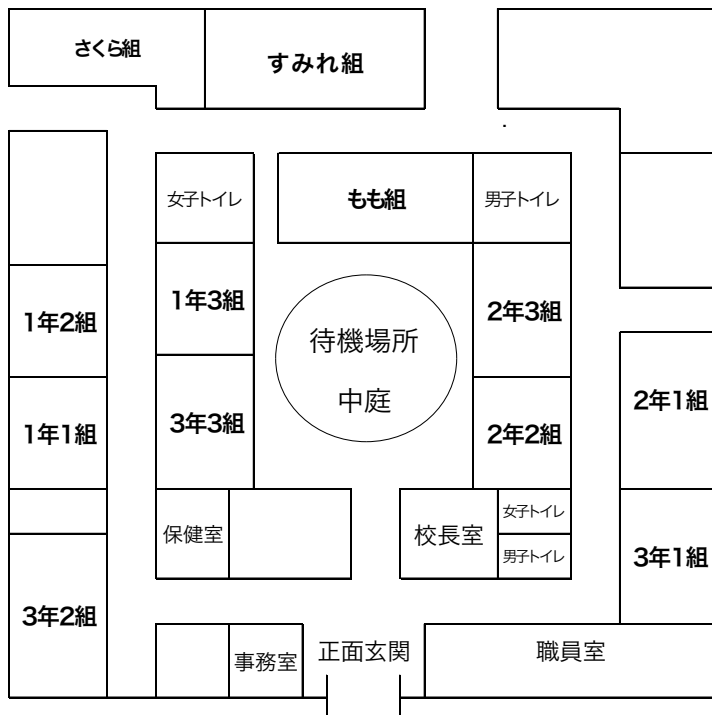 さくら組
すみれ組
女子トイレ
もも組
男子トイレ
1年2組
1年3組
待機場所
中庭
2年3組
1年1組
3年3組
2年2組
2年1組
保健室
校長室
女子トイレ
男子トイレ
3年1組
3年2組
事務室
正面玄関
職員室